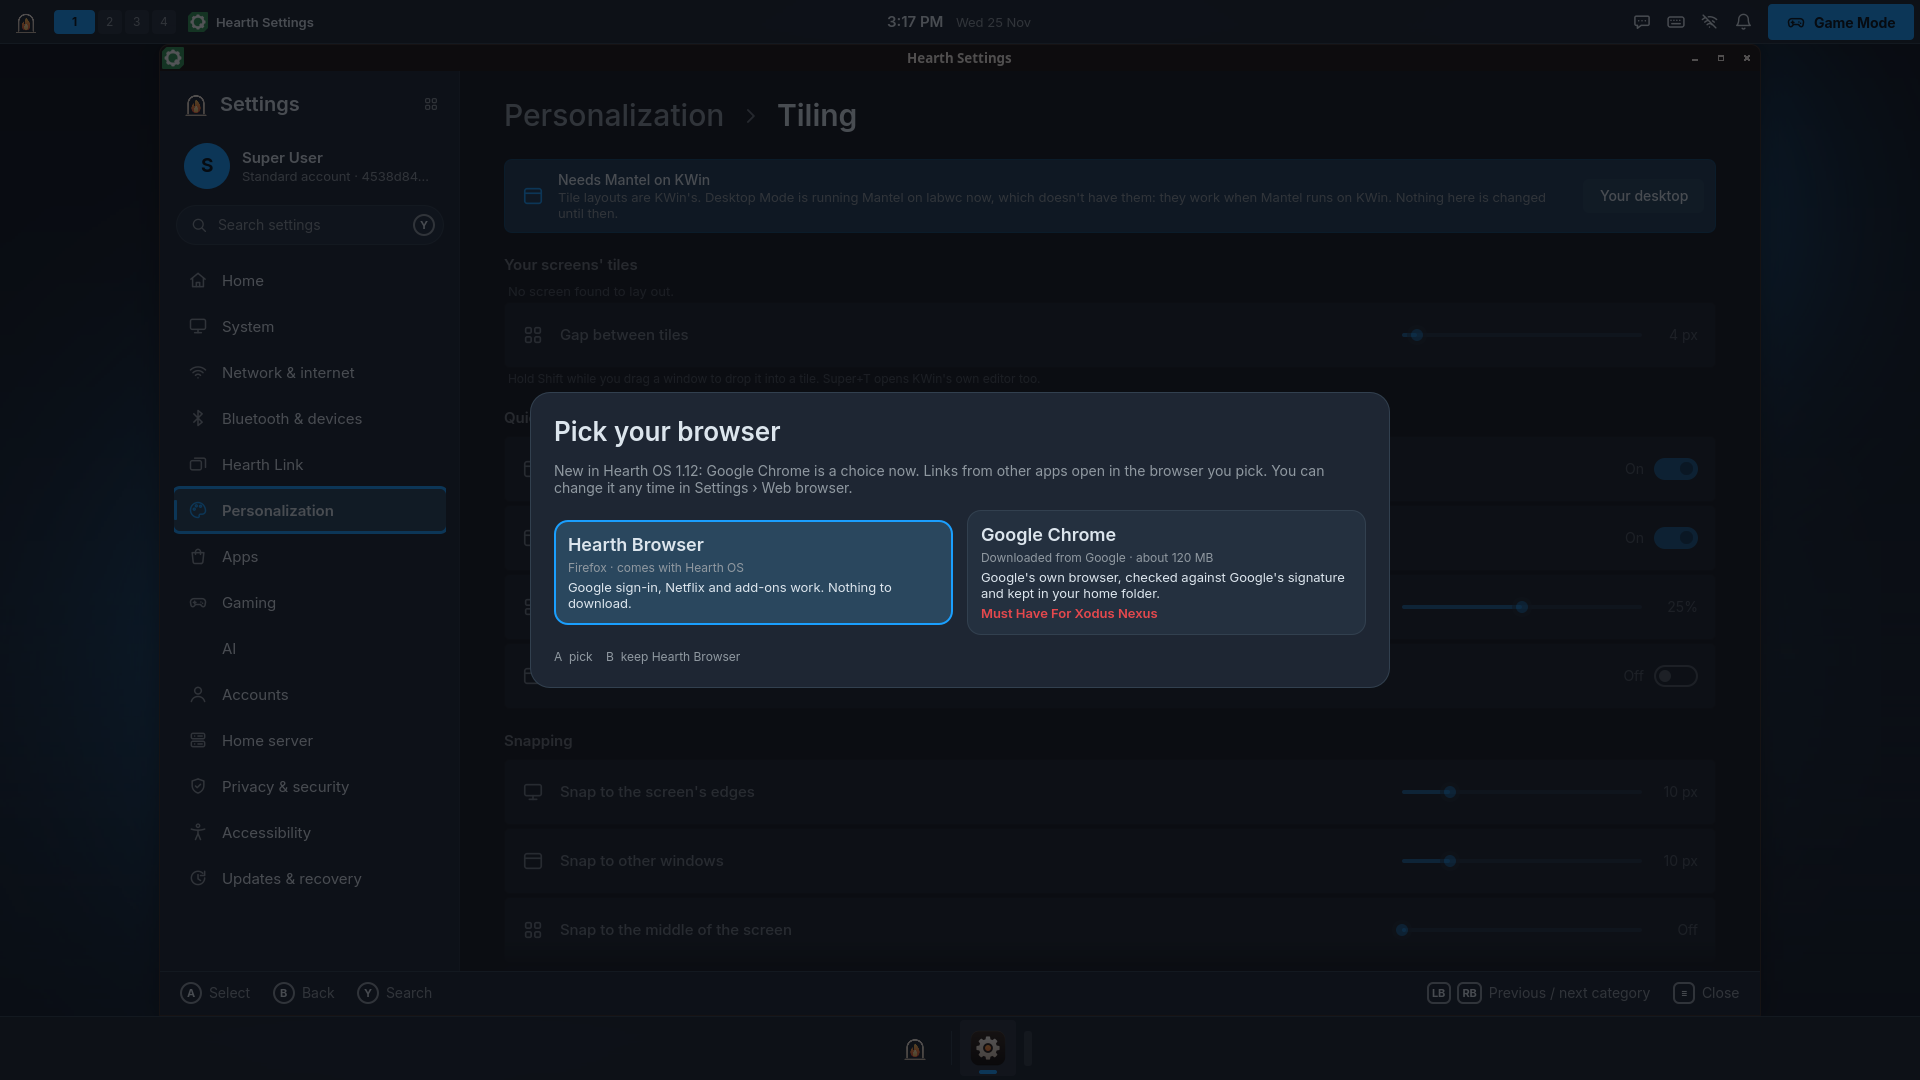 1 2 3 4 Hearth Settings 3:17 PM Wed 25 Nov Game Mode
Hearth Settings
Settings
S Super User
Standard account · 4538d84...
Search settings Y
Home
System
Network & internet
Bluetooth & devices
Hearth Link
Personalization
Apps
Gaming
AI
Accounts
Home server
Privacy & security
Accessibility
Updates & recovery
Personalization › Tiling
Needs Mantel on KWin
Tile layouts are KWin's. Desktop Mode is running Mantel on labwc now, which doesn't have them: they work when Mantel runs on KWin. Nothing here is changed
until then.
Your desktop
Your screens' tiles
No screen found to lay out.
Gap between tiles 4 px
Hold Shift while you drag a window to drop it into a tile. Super+T opens KWin's own editor too.
On
On
25%
Off
Pick your browser
New in Hearth OS 1.12: Google Chrome is a choice now. Links from other apps open in the browser you pick. You can
change it any time in Settings › Web browser.
Hearth Browser
Firefox · comes with Hearth OS
Google sign-in, Netflix and add-ons work. Nothing to
download.
Google Chrome
Downloaded from Google · about 120 MB
Google's own browser, checked against Google's signature
and kept in your home folder.
Must Have For Xodus Nexus
A pick B keep Hearth Browser
Snapping
Snap to the screen's edges 10 px
Snap to other windows 10 px
Snap to the middle of the screen Off
A Select B Back Y Search LB RB Previous / next category Close